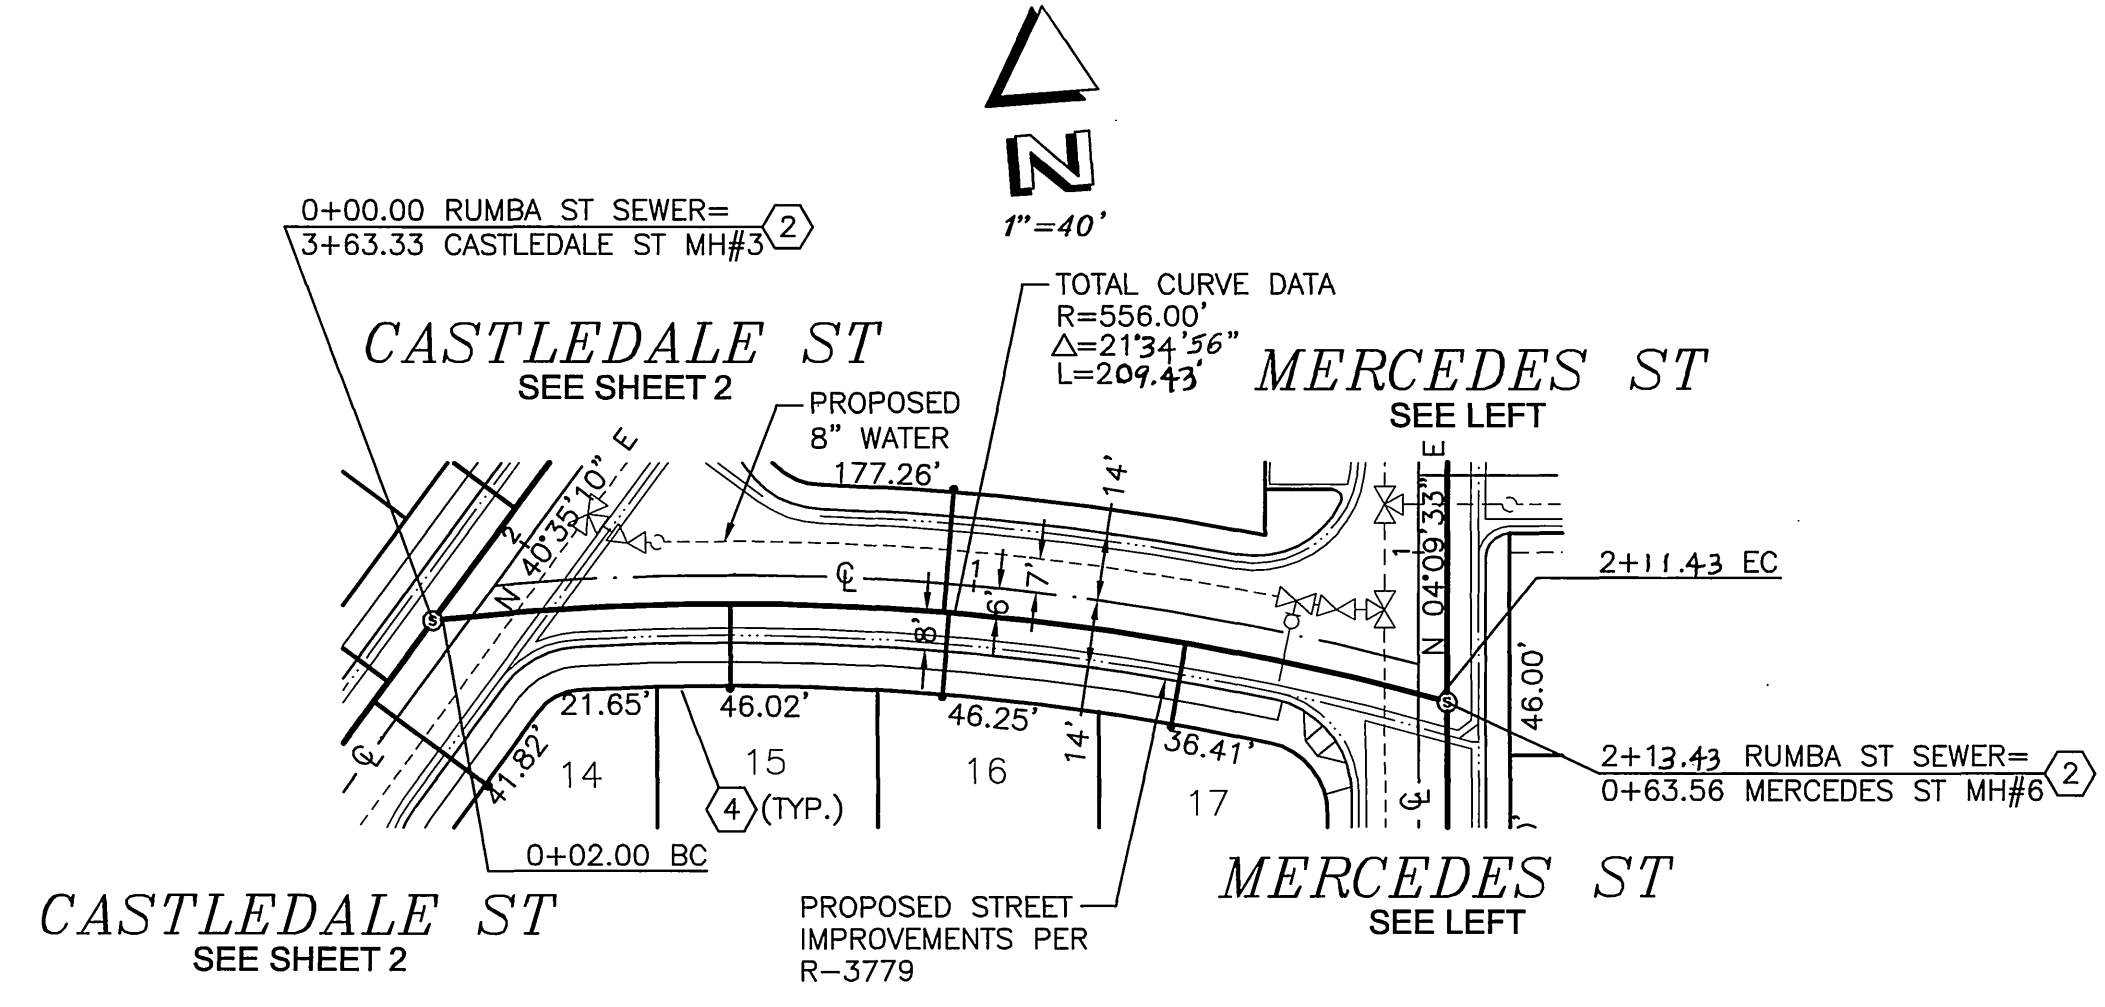 N
1"=40'
0+00.00 RUMBA ST SEWER=
3+63.33 CASTLEDALE ST MH#3
2
TOTAL CURVE DATA
R=556.00'
△=21°34'56"
L=209.43'
CASTLEDALE ST
SEE SHEET 2
MERCEDES ST
SEE LEFT
PROPOSED
8" WATER
177.26'
14'
N 40°35'10" E
2
N 04°09'33" E
1
℄
1
7'
6'
8'
14'
2+11.43 EC
46.00'
21.65'
46.02'
46.25'
36.41'
41.82'
℄
14
15
16
17
4 (TYP.)
℄
2+13.43 RUMBA ST SEWER=
0+63.56 MERCEDES ST MH#6
2
S
S
0+02.00 BC
CASTLEDALE ST
SEE SHEET 2
PROPOSED STREET
IMPROVEMENTS PER
R-3779
MERCEDES ST
SEE LEFT